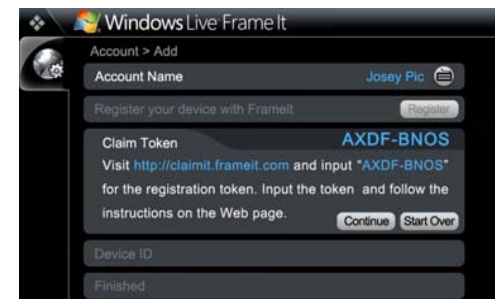 Windows Live Frame It
Account > Add
Account Name Josey Pic
Register your device with FrameIt Register
Claim Token AXDF-BNOS
Visit http://claimit.frameit.com and input "AXDF-BNOS"
for the registration token. Input the token and follow the
instructions on the Web page. Continue Start Over
Device ID
Finished